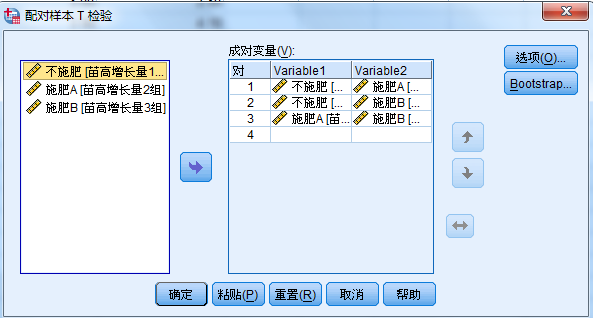 配对样本 T 检验
成对变量(V):
不施肥 [苗高增长量1...
施肥A [苗高增长量2组]
施肥B [苗高增长量3组]
对 Variable1 Variable2
1 不施肥 [... 施肥A [...
2 不施肥 [... 施肥B [...
3 施肥A [苗... 施肥B [...
4
选项(O)...
Bootstrap...
确定 粘贴(P) 重置(R) 取消 帮助